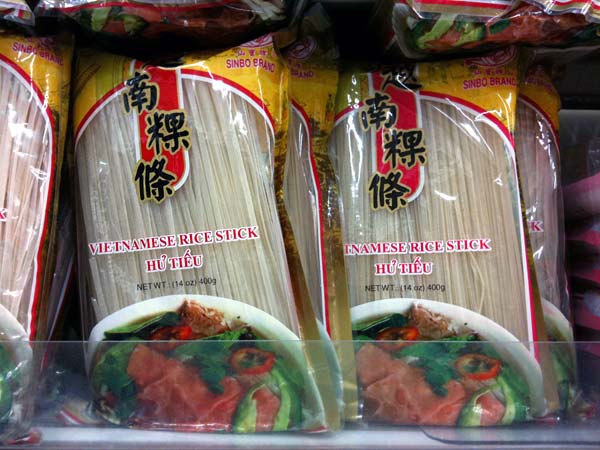 SINBO BRAND
南
粿
條
VIETNAMESE RICE STICK
HỦ TIẾU
NET WT.: (14 oz) 400g
SINBO BRAND
南
粿
條
TNAMESE RICE STICK
HỦ TIẾU
NET WT.: (14 oz) 400g